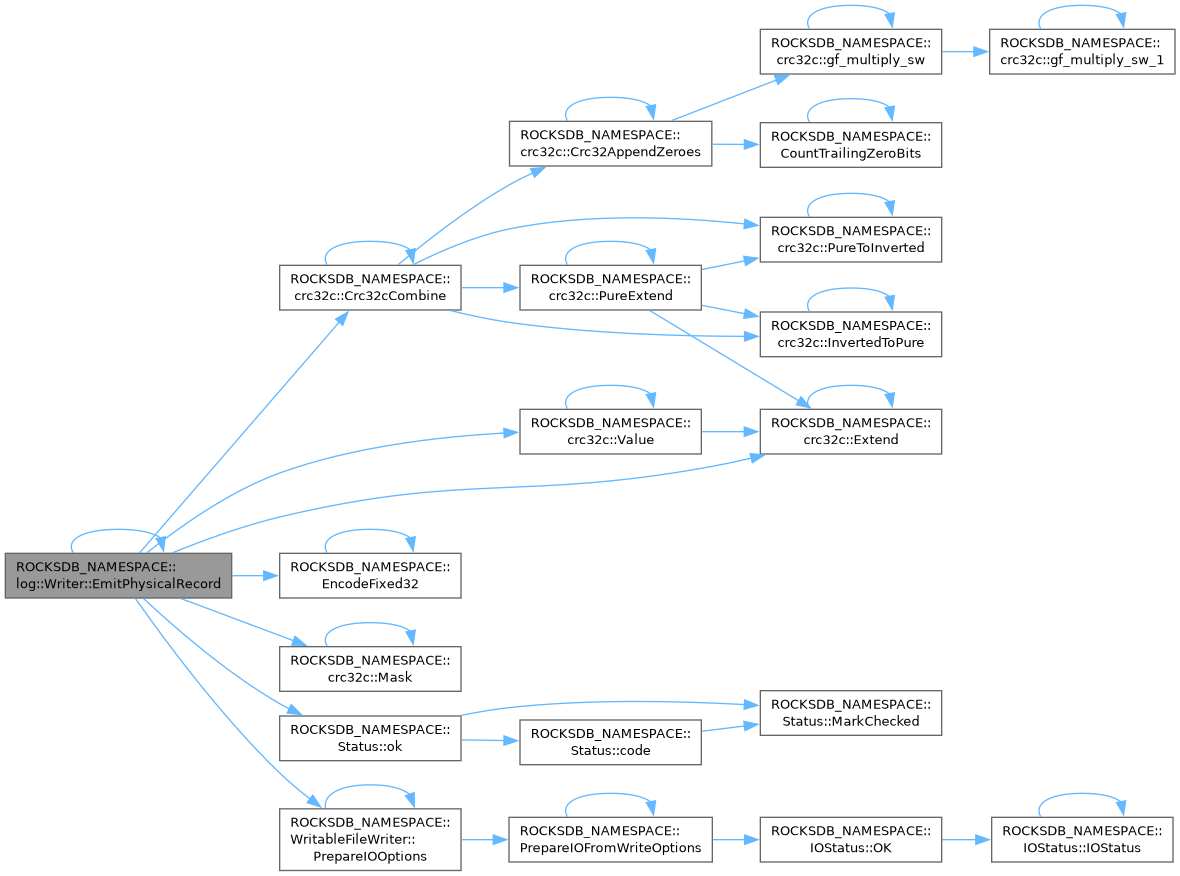 ROCKSDB_NAMESPACE::
log::Writer::EmitPhysicalRecord
ROCKSDB_NAMESPACE::
crc32c::Crc32cCombine
ROCKSDB_NAMESPACE::
crc32c::Crc32AppendZeroes
ROCKSDB_NAMESPACE::
crc32c::gf_multiply_sw
ROCKSDB_NAMESPACE::
crc32c::gf_multiply_sw_1
ROCKSDB_NAMESPACE::
CountTrailingZeroBits
ROCKSDB_NAMESPACE::
crc32c::PureToInverted
ROCKSDB_NAMESPACE::
crc32c::PureExtend
ROCKSDB_NAMESPACE::
crc32c::InvertedToPure
ROCKSDB_NAMESPACE::
crc32c::Extend
ROCKSDB_NAMESPACE::
crc32c::Value
ROCKSDB_NAMESPACE::
EncodeFixed32
ROCKSDB_NAMESPACE::
crc32c::Mask
ROCKSDB_NAMESPACE::
Status::ok
ROCKSDB_NAMESPACE::
Status::code
ROCKSDB_NAMESPACE::
Status::MarkChecked
ROCKSDB_NAMESPACE::
WritableFileWriter::
PrepareIOOptions
ROCKSDB_NAMESPACE::
PrepareIOFromWriteOptions
ROCKSDB_NAMESPACE::
IOStatus::OK
ROCKSDB_NAMESPACE::
IOStatus::IOStatus